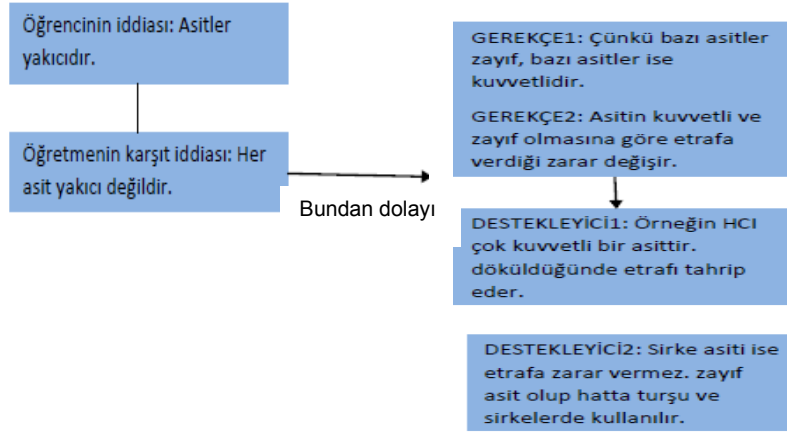 Öğrencinin iddiası: Asitler
yakıcıdır.
Öğretmenin karşıt iddiası: Her
asit yakıcı değildir.
Bundan dolayı
GEREKÇE1: Çünkü bazı asitler
zayıf, bazı asitler ise
kuvvetlidir.
GEREKÇE2: Asitin kuvvetli ve
zayıf olmasına göre etrafa
verdiği zarar değişir.
DESTEKLEYİCİ1: Örneğin HCI
çok kuvvetli bir asittir.
döküldüğünde etrafı tahrip
eder.
DESTEKLEYİCİ2: Sirke asiti ise
etrafa zarar vermez. zayıf
asit olup hatta turşu ve
sirkelerde kullanılır.